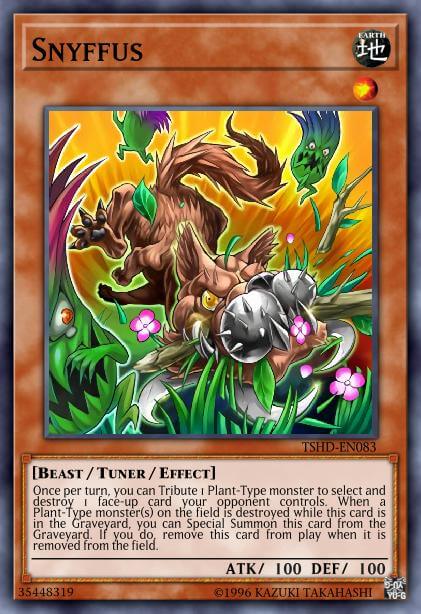 SNYFFUS
EARTH
地
TSHD-EN083
[BEAST / TUNER / EFFECT]
Once per turn, you can Tribute 1 Plant-Type monster to select and
destroy 1 face-up card your opponent controls. When a
Plant-Type monster(s) on the field is destroyed while this card is
in the Graveyard, you can Special Summon this card from the
Graveyard. If you do, remove this card from play when it is
removed from the field.
ATK/ 100 DEF/ 100
35448319
©1996 KAZUKI TAKAHASHI